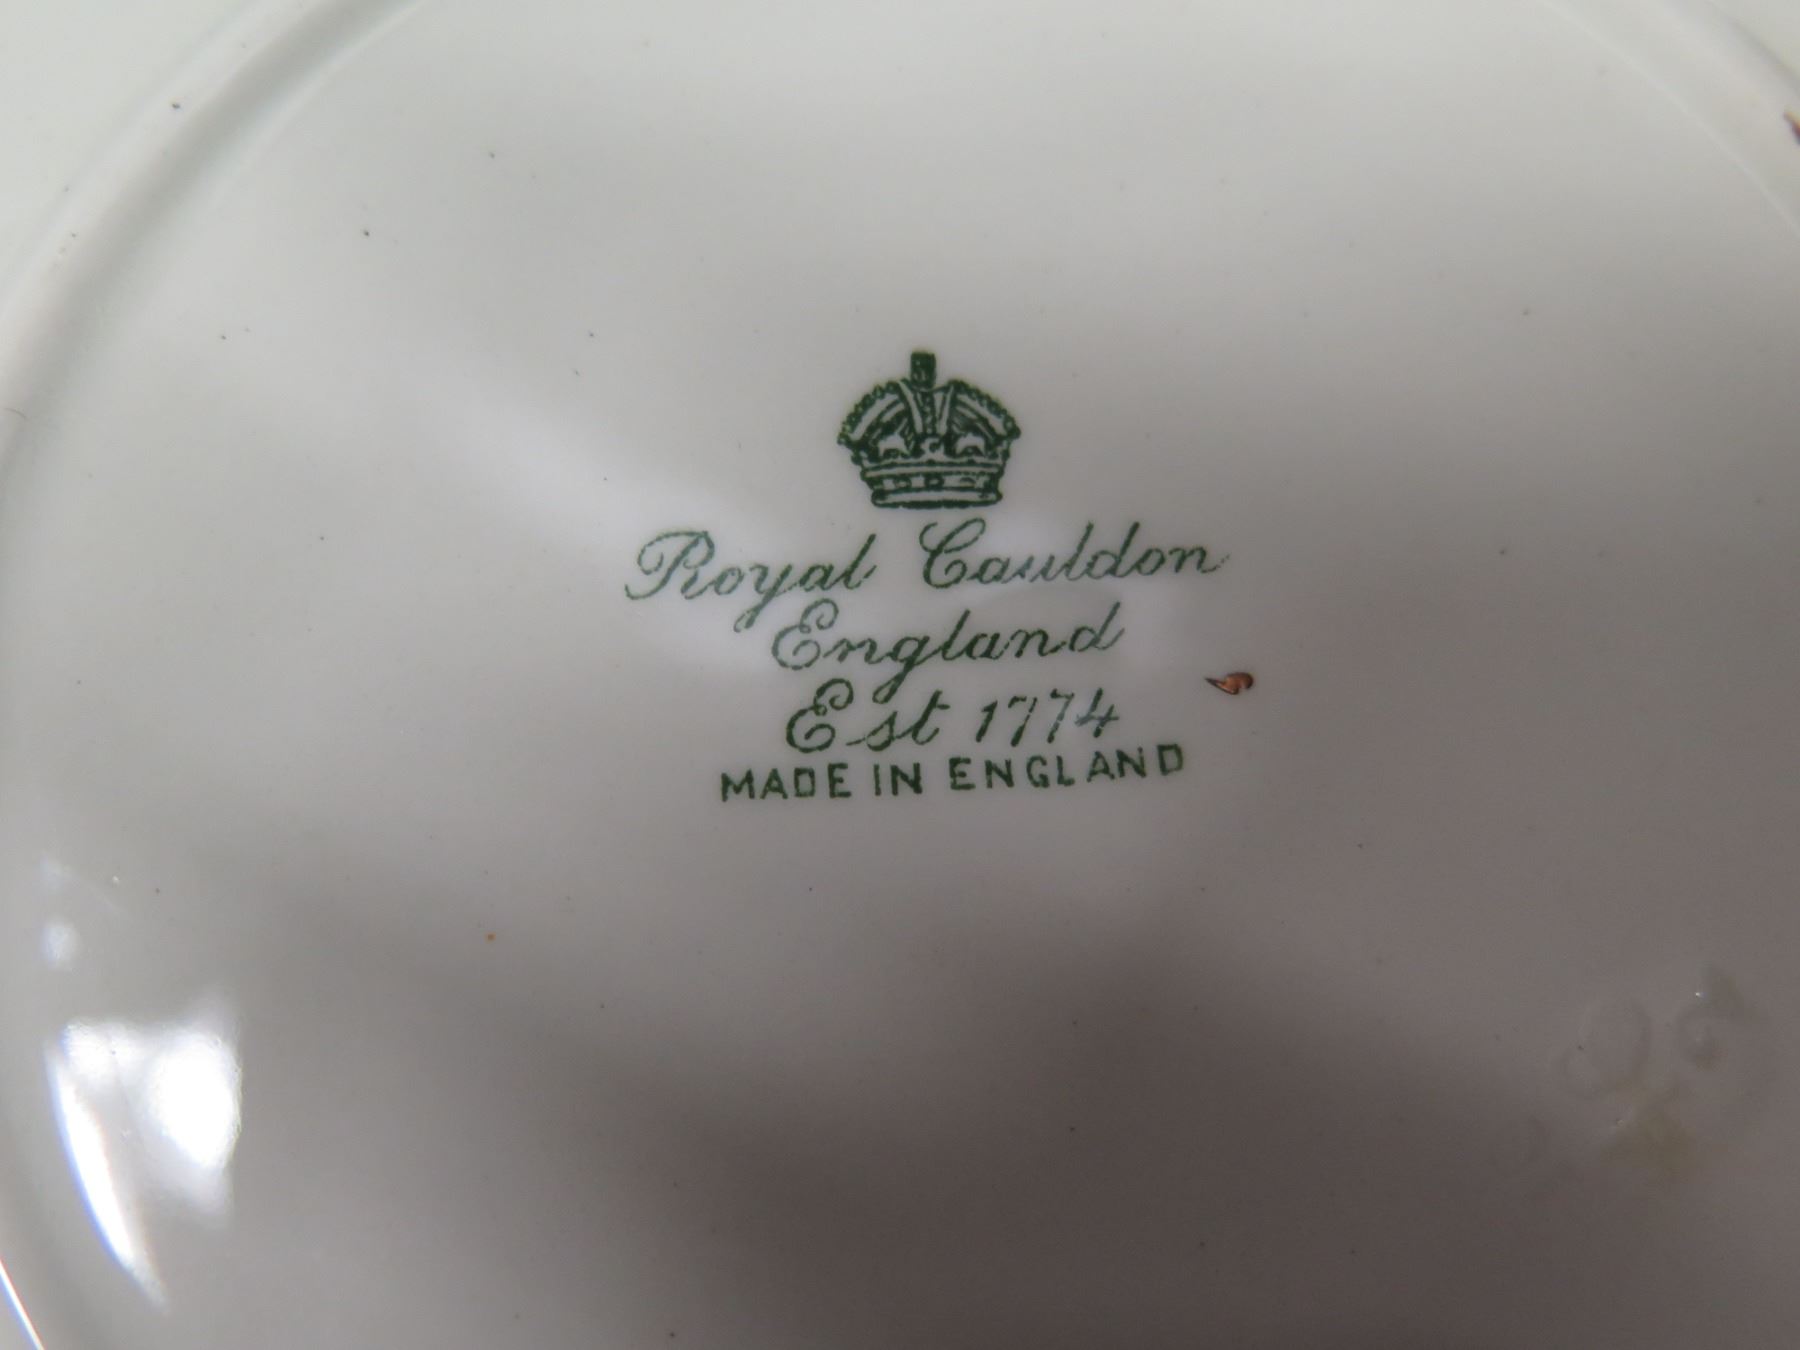 Royal Cauldon
England
Est 1774
MADE IN ENGLAND